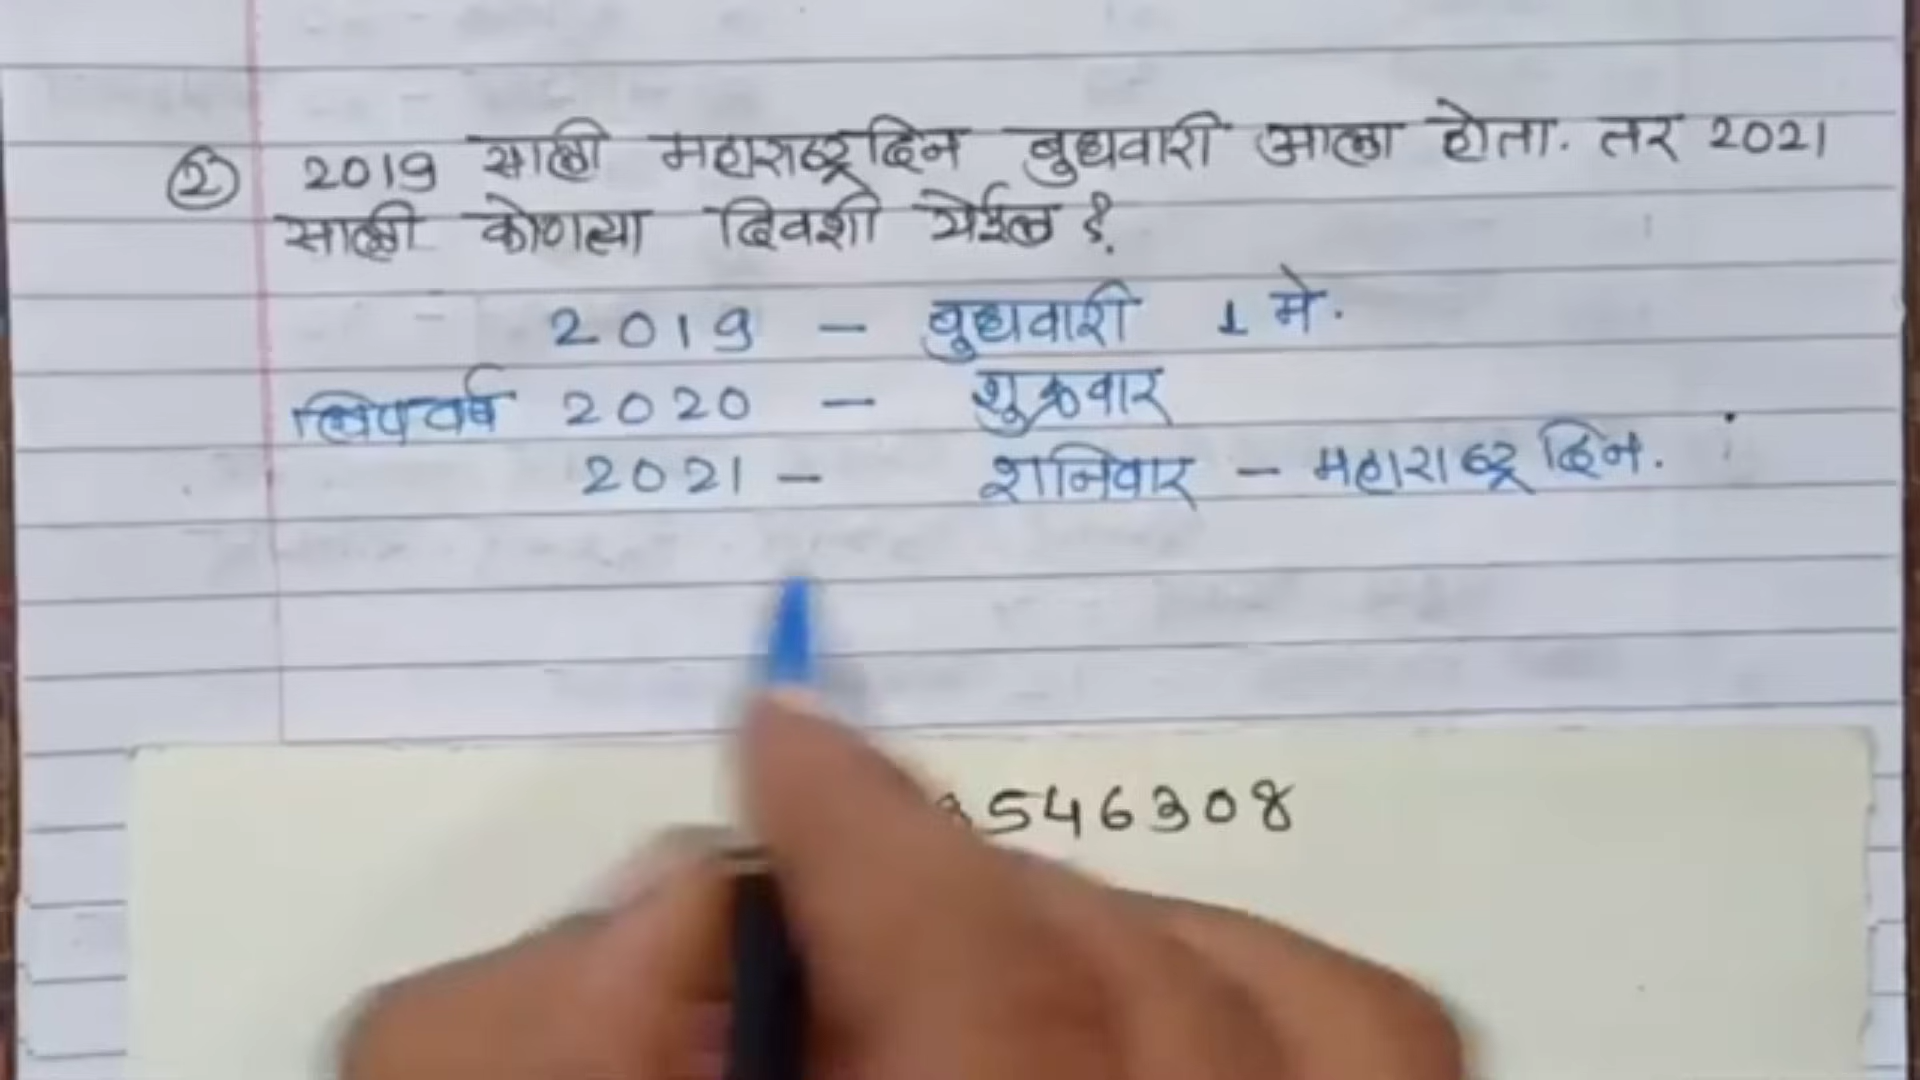 ② 2019 साली महाराष्ट्र दिन बुधवारी आला होता. तर 2021
साली कोणत्या दिवशी येईल ?
2019 – बुधवारी 1 मे.
लिपवर्ष 2020 – शुक्रवार
2021 – शनिवार – महाराष्ट्र दिन.
3546308